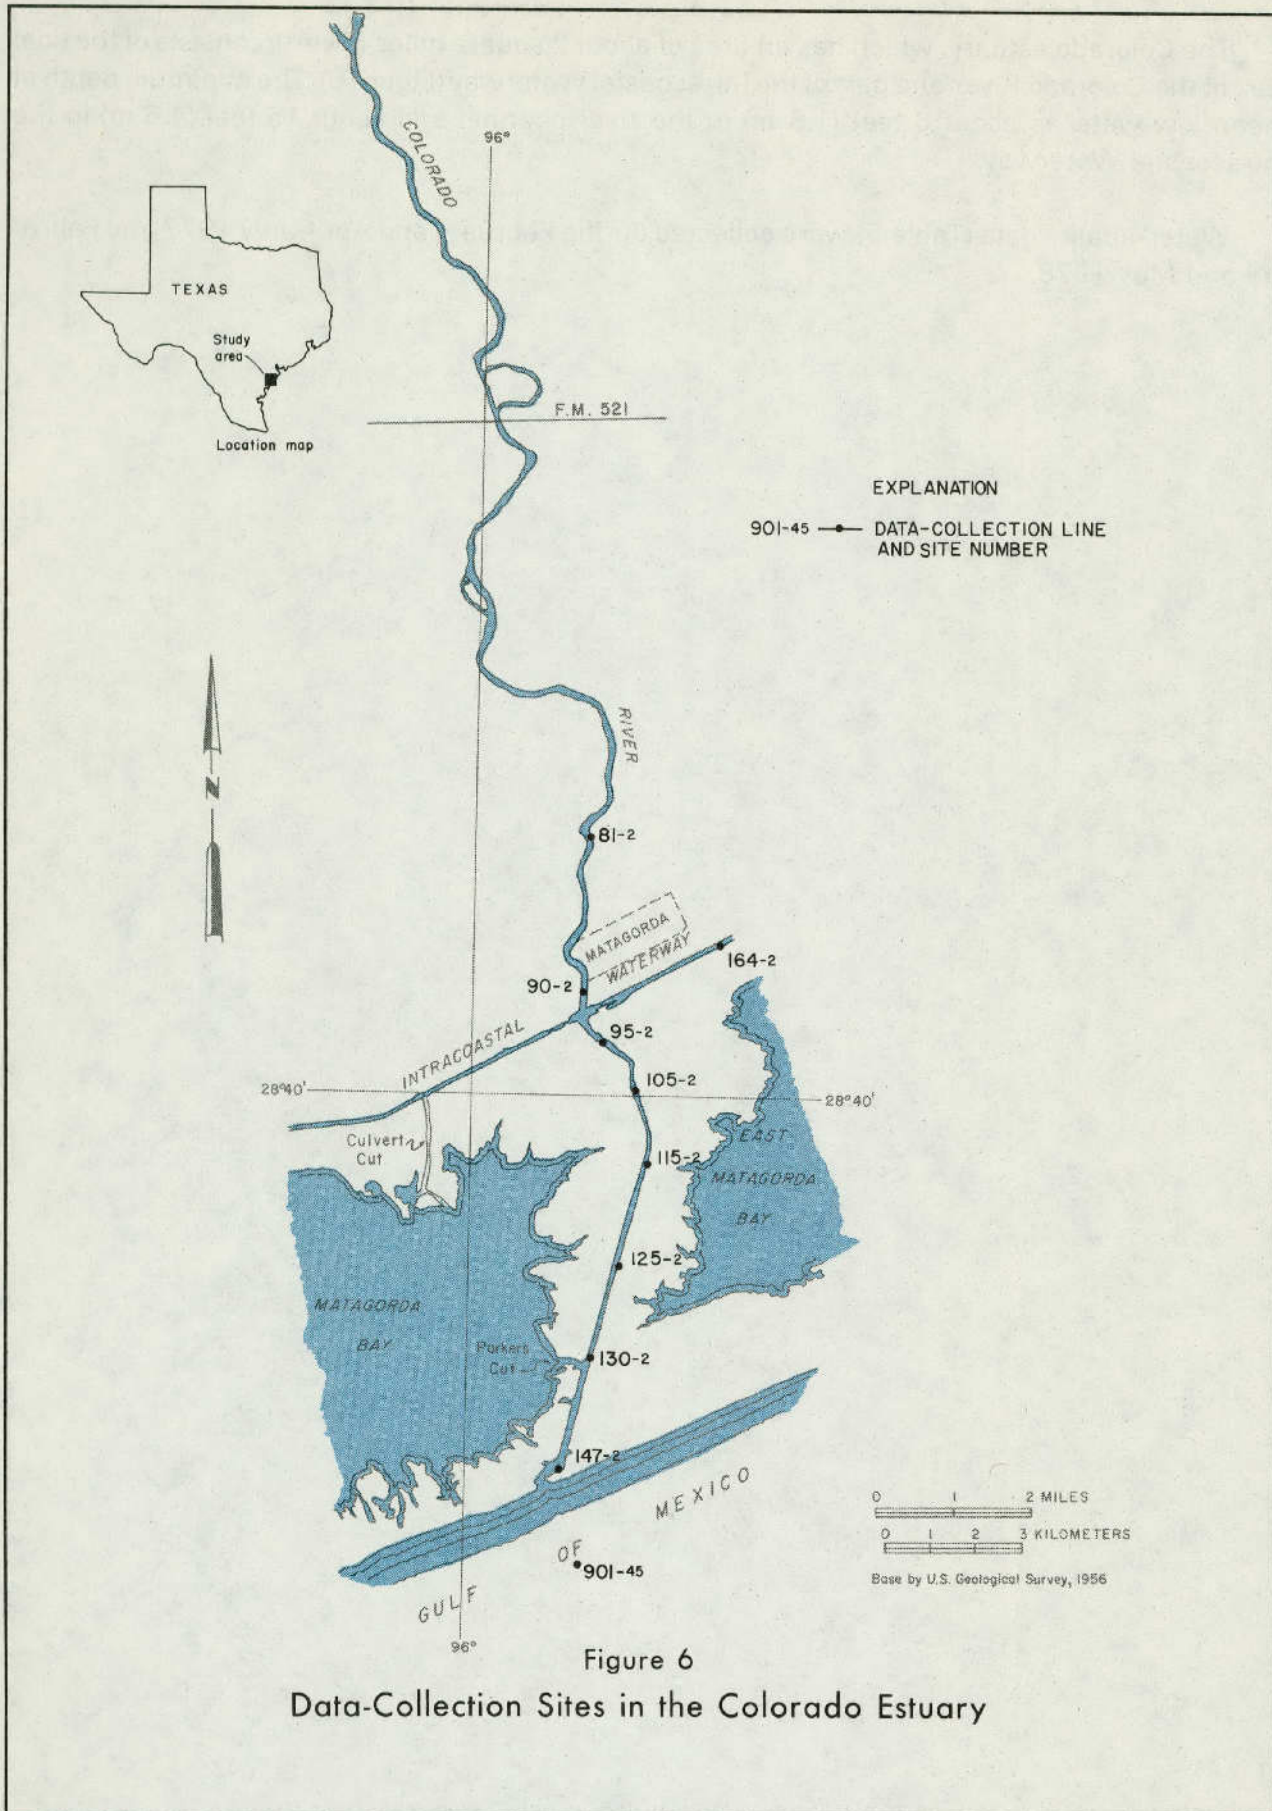 COLORADO
96°
TEXAS
Study
area
Location map
F.M. 521
EXPLANATION
901-45 DATA-COLLECTION LINE
AND SITE NUMBER
N
RIVER
81-2
MATAGORDA
WATERWAY
164-2
90-2
95-2
INTRACOASTAL
105-2
28°40'
28°40'
Culvert
Cut
EAST
MATAGORDA
BAY
115-2
125-2
MATAGORDA
BAY
Parkers
Cut
130-2
147-2
GULF OF MEXICO
901-45
0 1 2 MILES
0 1 2 3 KILOMETERS
Base by U.S. Geological Survey, 1956
96°
Figure 6
Data-Collection Sites in the Colorado Estuary